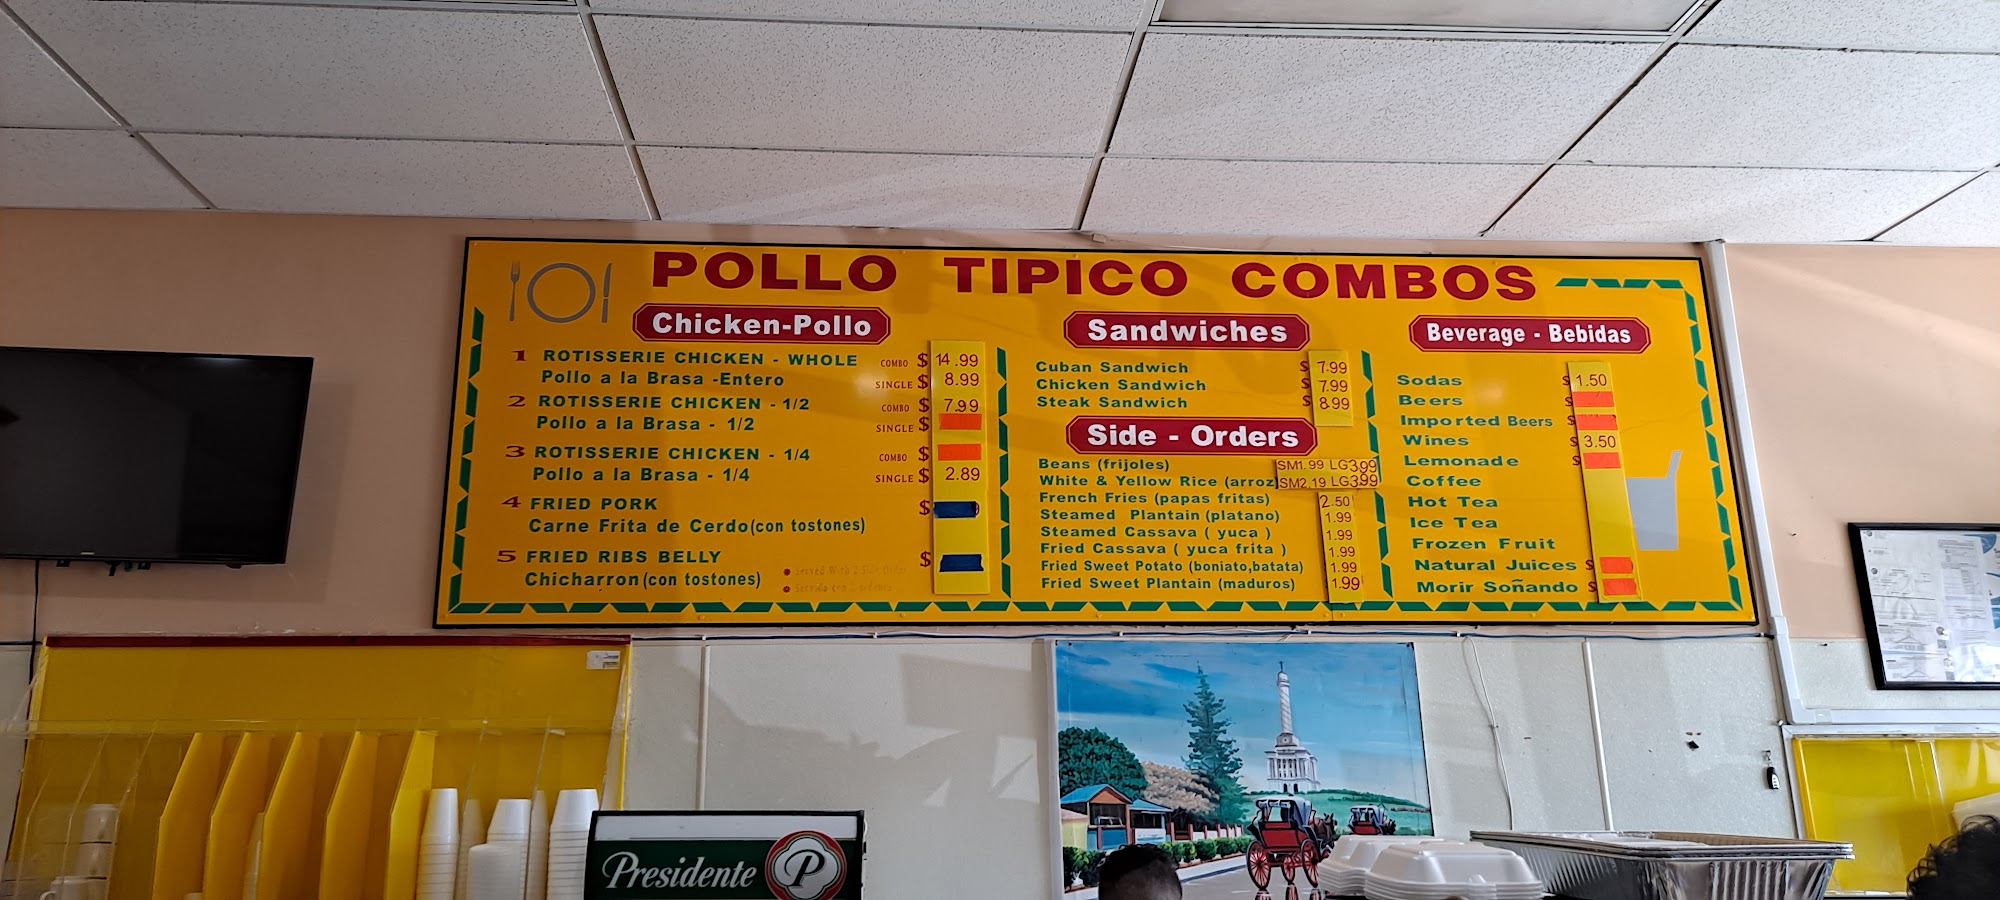 POLLO TIPICO COMBOS
Chicken-Pollo
1 ROTISSERIE CHICKEN - WHOLE COMBO $ 14.99
Pollo a la Brasa -Entero SINGLE $ 8.99
2 ROTISSERIE CHICKEN - 1/2 COMBO $ 7.99
Pollo a la Brasa - 1/2 SINGLE $
3 ROTISSERIE CHICKEN - 1/4 COMBO $
Pollo a la Brasa - 1/4 SINGLE $ 2.89
4 FRIED PORK $
Carne Frita de Cerdo(con tostones)
5 FRIED RIBS BELLY $
Chicharron(con tostones)
Served With 2 Side Order
Sandwiches
Cuban Sandwich $ 7.99
Chicken Sandwich $ 7.99
Steak Sandwich $ 8.99
Side - Orders
Beans (frijoles) SM1.99 LG3.99
White & Yellow Rice (arroz SM2.19 LG3.99
French Fries (papas fritas) 2.50
Steamed Plantain (platano) 1.99
Steamed Cassava ( yuca ) 1.99
Fried Cassava ( yuca frita ) 1.99
Fried Sweet Potato (boniato,batata) 1.99
Fried Sweet Plantain (maduros) 1.99
Beverage - Bebidas
Sodas $ 1.50
Beers $
Imported Beers $
Wines $ 3.50
Lemonade $
Coffee
Hot Tea
Ice Tea
Frozen Fruit
Natural Juices $
Morir Soñando $
Presidente P